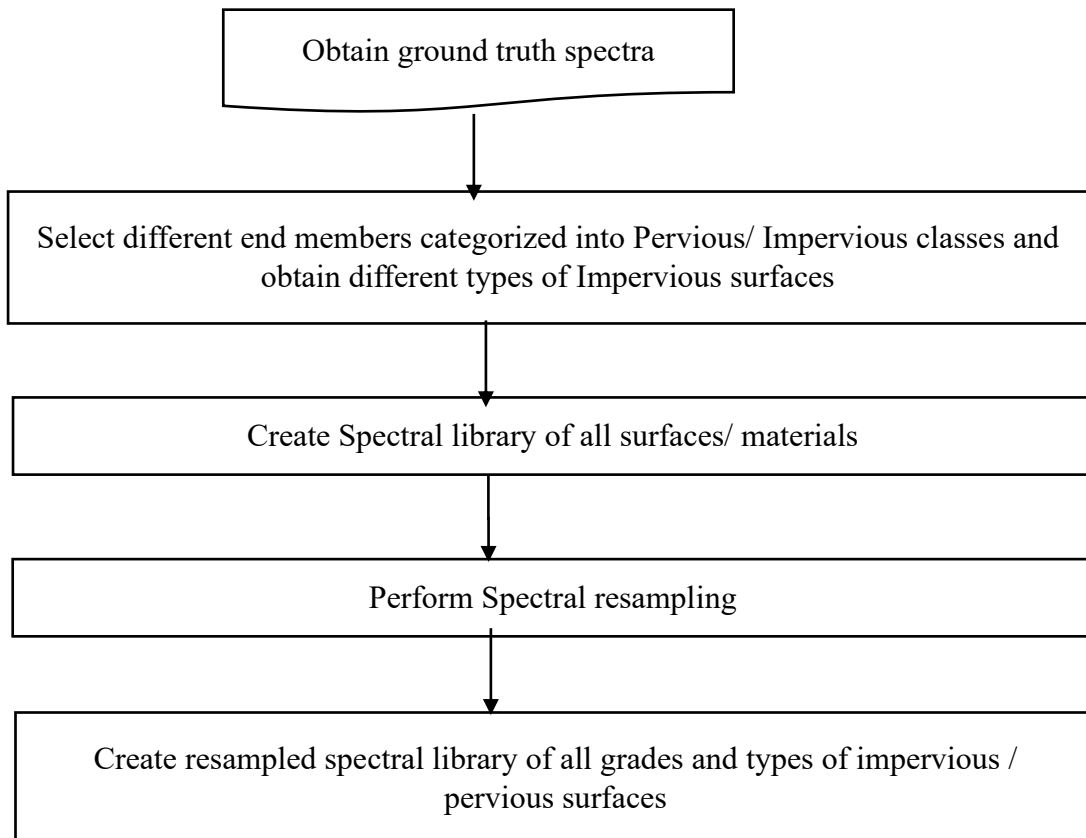 Obtain ground truth spectra
Select different end members categorized into Pervious/ Impervious classes and
obtain different types of Impervious surfaces
Create Spectral library of all surfaces/ materials
Perform Spectral resampling
Create resampled spectral library of all grades and types of impervious /
pervious surfaces